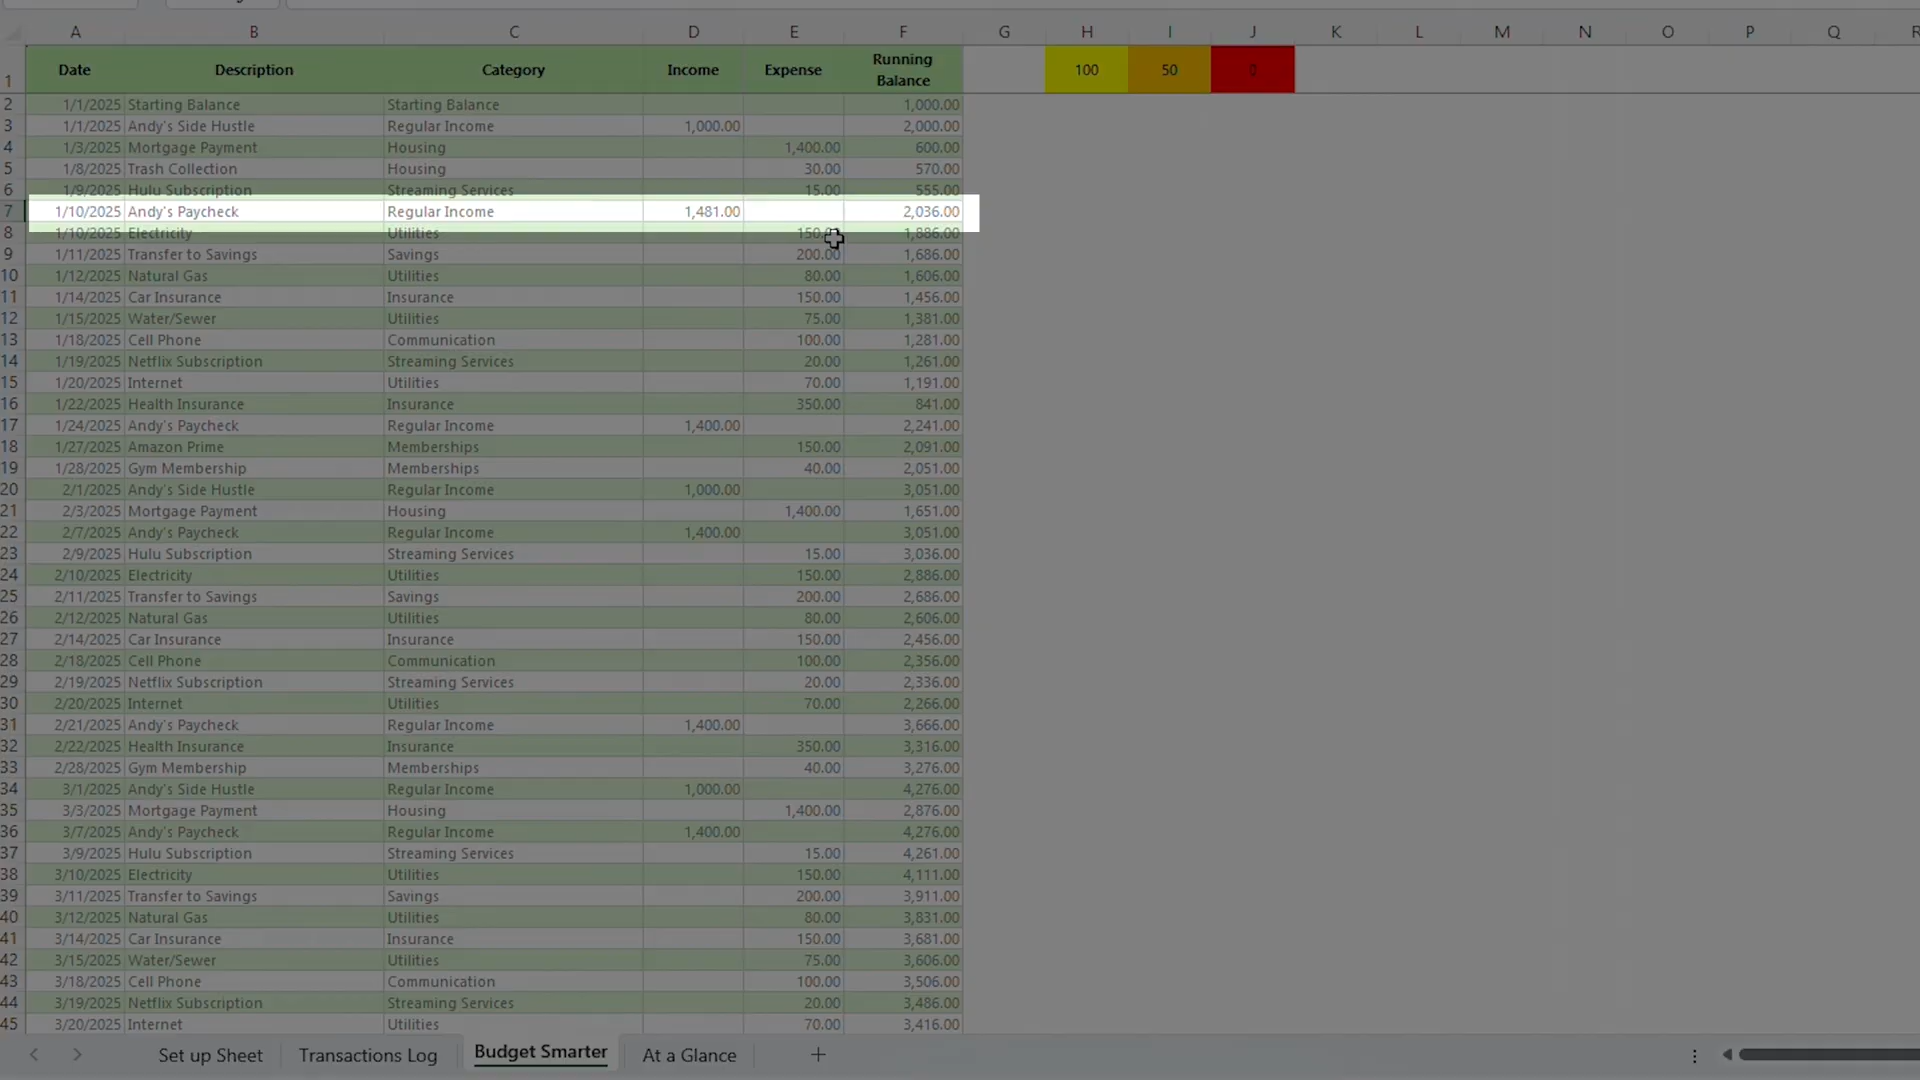 A B C D E F G H I J K L M N O P Q R
1 Date Description Category Income Expense Running Balance 100 50 0
2 1/1/2025 Starting Balance Starting Balance 1,000.00
3 1/1/2025 Andy's Side Hustle Regular Income 1,000.00 2,000.00
4 1/3/2025 Mortgage Payment Housing 1,400.00 600.00
5 1/8/2025 Trash Collection Housing 30.00 570.00
6 1/9/2025 Hulu Subscription Streaming Services 15.00 555.00
7 1/10/2025 Andy's Paycheck Regular Income 1,481.00 2,036.00
8 1/10/2025 Electricity Utilities 150.00 1,886.00
9 1/11/2025 Transfer to Savings Savings 200.00 1,686.00
10 1/12/2025 Natural Gas Utilities 80.00 1,606.00
11 1/14/2025 Car Insurance Insurance 150.00 1,456.00
12 1/15/2025 Water/Sewer Utilities 75.00 1,381.00
13 1/18/2025 Cell Phone Communication 100.00 1,281.00
14 1/19/2025 Netflix Subscription Streaming Services 20.00 1,261.00
15 1/20/2025 Internet Utilities 70.00 1,191.00
16 1/22/2025 Health Insurance Insurance 350.00 841.00
17 1/24/2025 Andy's Paycheck Regular Income 1,400.00 2,241.00
18 1/27/2025 Amazon Prime Memberships 150.00 2,091.00
19 1/28/2025 Gym Membership Memberships 40.00 2,051.00
20 2/1/2025 Andy's Side Hustle Regular Income 1,000.00 3,051.00
21 2/3/2025 Mortgage Payment Housing 1,400.00 1,651.00
22 2/7/2025 Andy's Paycheck Regular Income 1,400.00 3,051.00
23 2/9/2025 Hulu Subscription Streaming Services 15.00 3,036.00
24 2/10/2025 Electricity Utilities 150.00 2,886.00
25 2/11/2025 Transfer to Savings Savings 200.00 2,686.00
26 2/12/2025 Natural Gas Utilities 80.00 2,606.00
27 2/14/2025 Car Insurance Insurance 150.00 2,456.00
28 2/18/2025 Cell Phone Communication 100.00 2,356.00
29 2/19/2025 Netflix Subscription Streaming Services 20.00 2,336.00
30 2/20/2025 Internet Utilities 70.00 2,266.00
31 2/21/2025 Andy's Paycheck Regular Income 1,400.00 3,666.00
32 2/22/2025 Health Insurance Insurance 350.00 3,316.00
33 2/28/2025 Gym Membership Memberships 40.00 3,276.00
34 3/1/2025 Andy's Side Hustle Regular Income 1,000.00 4,276.00
35 3/3/2025 Mortgage Payment Housing 1,400.00 2,876.00
36 3/7/2025 Andy's Paycheck Regular Income 1,400.00 4,276.00
37 3/9/2025 Hulu Subscription Streaming Services 15.00 4,261.00
38 3/10/2025 Electricity Utilities 150.00 4,111.00
39 3/11/2025 Transfer to Savings Savings 200.00 3,911.00
40 3/12/2025 Natural Gas Utilities 80.00 3,831.00
41 3/14/2025 Car Insurance Insurance 150.00 3,681.00
42 3/15/2025 Water/Sewer Utilities 75.00 3,606.00
43 3/18/2025 Cell Phone Communication 100.00 3,506.00
44 3/19/2025 Netflix Subscription Streaming Services 20.00 3,486.00
45 3/20/2025 Internet Utilities 70.00 3,416.00
Set up Sheet Transactions Log Budget Smarter At a Glance